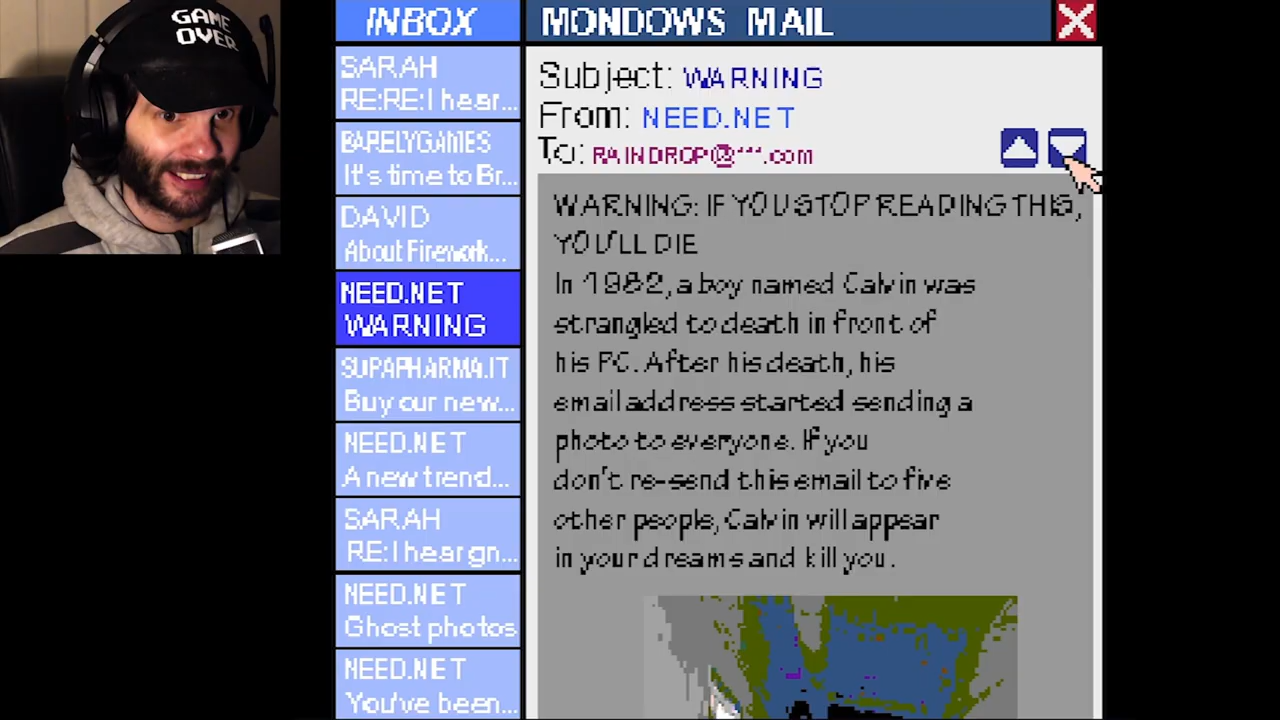 GAME
OVER
INBOX
MONDOWS MAIL
SARAH
RE:RE:I hear...
BARELYGAMES
It's time to Br...
DAVID
About Firework...
NEED.NET
WARNING
SUPAPHARMA.IT
Buy our new...
NEED.NET
A new trend...
SARAH
RE:I hear gn...
NEED.NET
Ghost photos
NEED.NET
You've been...
Subject: WARNING
From: NEED.NET
To: RAINDROP@***.com
WARNING: IF YOU STOP READING THIS,
YOU'LL DIE
In 1982, a boy named Calvin was
strangled to death in front of
his PC. After his death, his
email address started sending a
photo to everyone. If you
don't re-send this email to five
other people, Calvin will appear
in your dreams and kill you.